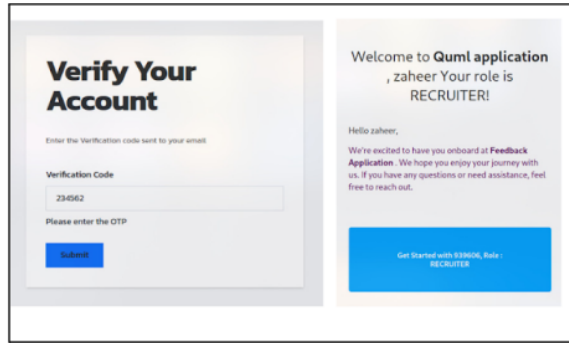 Verify Your
Account
Enter the Verification code sent to your email
Verification Code
234562
Please enter the OTP
Submit
Welcome to Quml application
, zaheer Your role is
RECRUITER!
Hello zaheer,
We're excited to have you onboard at Feedback
Application . We hope you enjoy your journey with
us. If you have any questions or need assistance, feel
free to reach out.
Get Started with 939606, Role :
RECRUITER